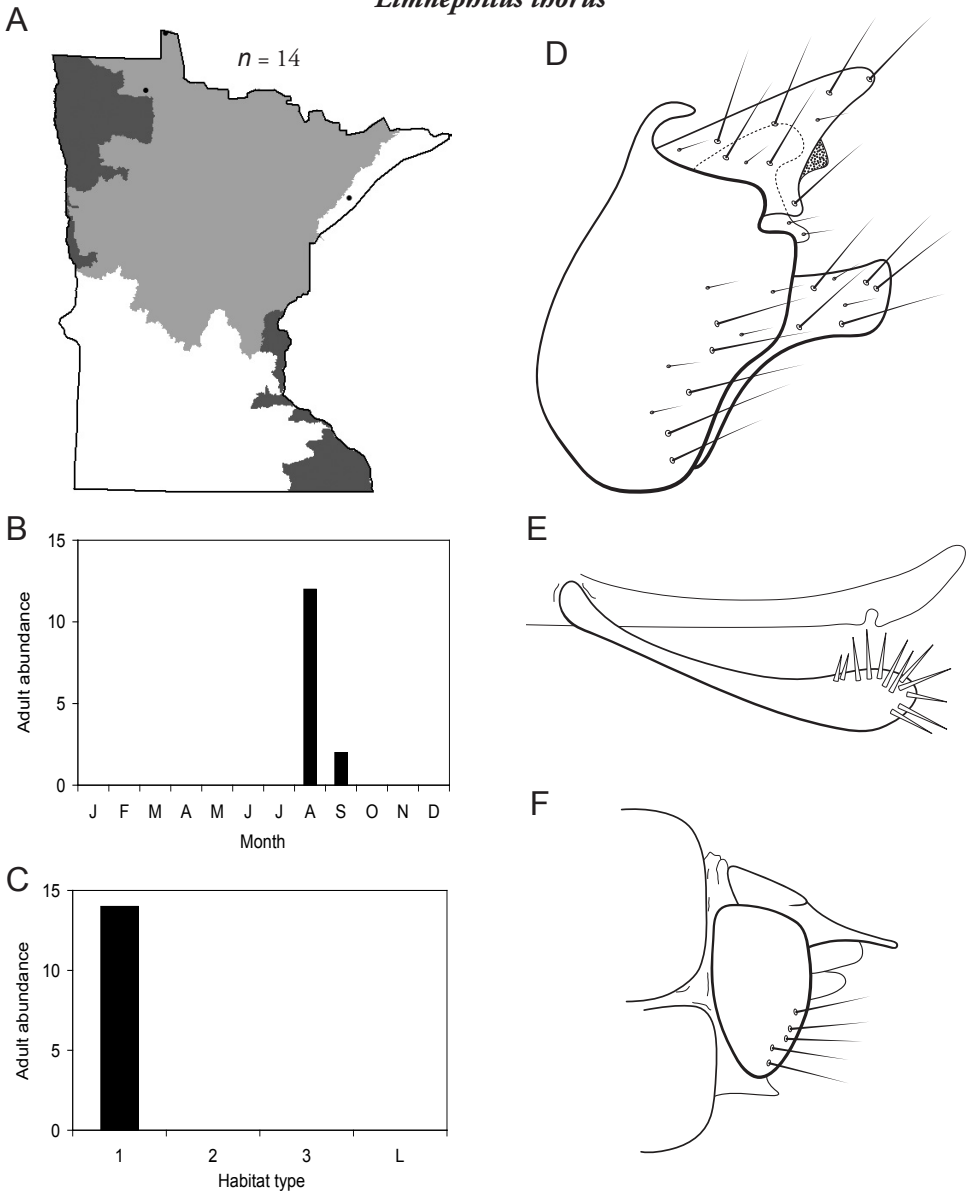 Limnephilus thorus
A
n = 14
D
B
15
10
5
0
Adult abundance
J F M A M J J A S O N D
Month
E
C
15
10
5
0
Adult abundance
1 2 3 L
Habitat type
F